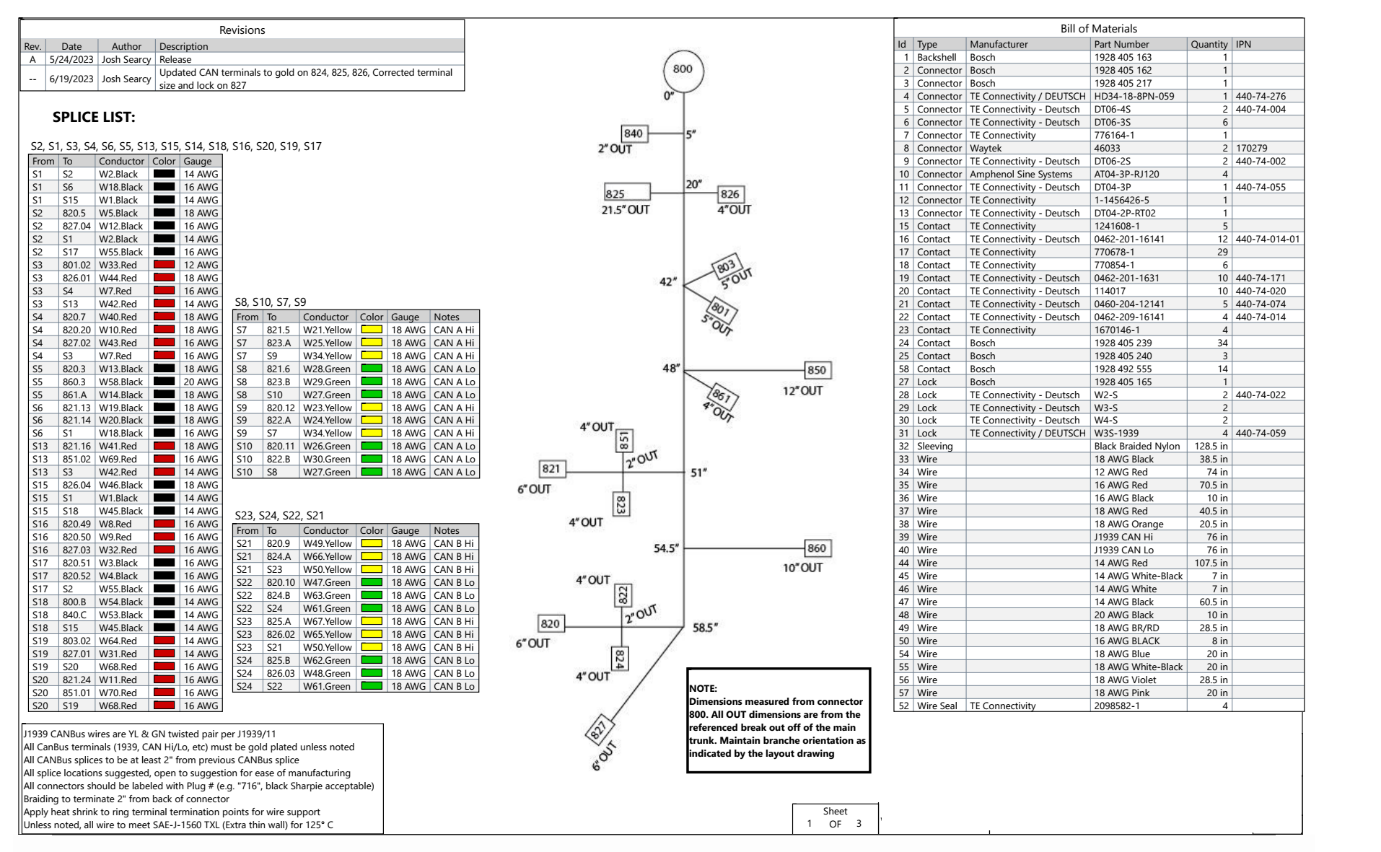 Revisions
Rev. Date Author Description
A 5/24/2023 Josh Searcy Release
-- 6/19/2023 Josh Searcy Updated CAN terminals to gold on 824, 825, 826, Corrected terminal
size and lock on 827
SPLICE LIST:
S2, S1, S3, S4, S6, S5, S13, S15, S14, S18, S16, S20, S19, S17
From To Conductor Color Gauge
S1 S2 W2.Black 14 AWG
S1 S6 W18.Black 16 AWG
S1 S15 W1.Black 14 AWG
S2 820.5 W5.Black 18 AWG
S2 827.04 W12.Black 16 AWG
S2 S1 W2.Black 14 AWG
S2 S17 W55.Black 16 AWG
S3 801.02 W33.Red 12 AWG
S3 826.01 W44.Red 18 AWG
S3 S4 W7.Red 16 AWG
S3 S13 W42.Red 14 AWG
S4 820.7 W40.Red 18 AWG
S4 820.20 W10.Red 18 AWG
S4 827.02 W43.Red 16 AWG
S4 S3 W7.Red 16 AWG
S5 820.3 W13.Black 18 AWG
S5 860.3 W58.Black 20 AWG
S5 861.A W14.Black 18 AWG
S6 821.13 W19.Black 18 AWG
S6 821.14 W20.Black 18 AWG
S6 S1 W18.Black 16 AWG
S13 821.16 W41.Red 18 AWG
S13 851.02 W69.Red 16 AWG
S13 S3 W42.Red 14 AWG
S15 826.04 W46.Black 18 AWG
S15 S1 W1.Black 14 AWG
S15 S18 W45.Black 14 AWG
S16 820.49 W8.Red 16 AWG
S16 820.50 W9.Red 16 AWG
S16 827.03 W32.Red 16 AWG
S17 820.51 W3.Black 16 AWG
S17 820.52 W4.Black 16 AWG
S17 S2 W55.Black 16 AWG
S18 800.B W54.Black 14 AWG
S18 840.C W53.Black 14 AWG
S18 S15 W45.Black 14 AWG
S19 803.02 W64.Red 14 AWG
S19 827.01 W31.Red 14 AWG
S19 S20 W68.Red 16 AWG
S20 821.24 W11.Red 16 AWG
S20 851.01 W70.Red 16 AWG
S20 S19 W68.Red 16 AWG
S8, S10, S7, S9
From To Conductor Color Gauge Notes
S7 821.5 W21.Yellow 18 AWG CAN A Hi
S7 823.A W25.Yellow 18 AWG CAN A Hi
S7 S9 W34.Yellow 18 AWG CAN A Hi
S8 821.6 W28.Green 18 AWG CAN A Lo
S8 823.B W29.Green 18 AWG CAN A Lo
S8 S10 W27.Green 18 AWG CAN A Lo
S9 820.12 W23.Yellow 18 AWG CAN A Hi
S9 822.A W24.Yellow 18 AWG CAN A Hi
S9 S7 W34.Yellow 18 AWG CAN A Hi
S10 820.11 W26.Green 18 AWG CAN A Lo
S10 822.B W30.Green 18 AWG CAN A Lo
S10 S8 W27.Green 18 AWG CAN A Lo
S23, S24, S22, S21
From To Conductor Color Gauge Notes
S21 820.9 W49.Yellow 18 AWG CAN B Hi
S21 824.A W66.Yellow 18 AWG CAN B Hi
S21 S23 W50.Yellow 18 AWG CAN B Hi
S22 820.10 W47.Green 18 AWG CAN B Lo
S22 824.B W63.Green 18 AWG CAN B Lo
S22 S24 W61.Green 18 AWG CAN B Lo
S23 825.A W67.Yellow 18 AWG CAN B Hi
S23 826.02 W65.Yellow 18 AWG CAN B Hi
S23 S21 W50.Yellow 18 AWG CAN B Hi
S24 825.B W62.Green 18 AWG CAN B Lo
S24 826.03 W48.Green 18 AWG CAN B Lo
S24 S22 W61.Green 18 AWG CAN B Lo
J1939 CANBus wires are YL & GN twisted pair per J1939/11
All CanBus terminals (1939, CAN Hi/Lo, etc) must be gold plated unless noted
All CANBus splices to be at least 2" from previous CANBus splice
All splice locations suggested, open to suggestion for ease of manufacturing
All connectors should be labeled with Plug # (e.g. "716", black Sharpie acceptable)
Braiding to terminate 2" from back of connector
Apply heat shrink to ring terminal termination points for wire support
Unless noted, all wire to meet SAE-J-1560 TXL (Extra thin wall) for 125° C
800
0"
840 5"
2" OUT
20"
825 826
21.5" OUT 4" OUT
803
42" 5" OUT
801
5" OUT
48" 850
12" OUT
861
4" OUT
4" OUT
851
2" OUT
821 51"
6" OUT
823
4" OUT
54.5" 860
10" OUT
4" OUT
822
2" OUT
820 58.5"
6" OUT
824
4" OUT
827
6" OUT
NOTE:
Dimensions measured from connector
800. All OUT dimensions are from the
referenced break out off of the main
trunk. Maintain branche orientation as
indicated by the layout drawing
Sheet
1 OF 3
Bill of Materials
Id Type Manufacturer Part Number Quantity IPN
1 Backshell Bosch 1928 405 163 1
2 Connector Bosch 1928 405 162 1
3 Connector Bosch 1928 405 217 1
4 Connector TE Connectivity / DEUTSCH HD34-18-8PN-059 1 440-74-276
5 Connector TE Connectivity - Deutsch DT06-4S 2 440-74-004
6 Connector TE Connectivity - Deutsch DT06-3S 6
7 Connector TE Connectivity 776164-1 1
8 Connector Waytek 46033 2 170279
9 Connector TE Connectivity - Deutsch DT06-2S 2 440-74-002
10 Connector Amphenol Sine Systems AT04-3P-RJ120 4
11 Connector TE Connectivity - Deutsch DT04-3P 1 440-74-055
12 Connector TE Connectivity 1-1456426-5 1
13 Connector TE Connectivity - Deutsch DT04-2P-RT02 1
15 Contact TE Connectivity 1241608-1 5
16 Contact TE Connectivity - Deutsch 0462-201-16141 12 440-74-014-01
17 Contact TE Connectivity 770678-1 29
18 Contact TE Connectivity 770854-1 6
19 Contact TE Connectivity - Deutsch 0462-201-1631 10 440-74-171
20 Contact TE Connectivity - Deutsch 114017 10 440-74-020
21 Contact TE Connectivity - Deutsch 0460-204-12141 5 440-74-074
22 Contact TE Connectivity - Deutsch 0462-209-16141 4 440-74-014
23 Contact TE Connectivity 1670146-1 4
24 Contact Bosch 1928 405 239 34
25 Contact Bosch 1928 405 240 3
58 Contact Bosch 1928 492 555 14
27 Lock Bosch 1928 405 165 1
28 Lock TE Connectivity - Deutsch W2-S 2 440-74-022
29 Lock TE Connectivity - Deutsch W3-S 2
30 Lock TE Connectivity - Deutsch W4-S 2
31 Lock TE Connectivity / DEUTSCH W3S-1939 4 440-74-059
32 Sleeving Black Braided Nylon 128.5 in
33 Wire 18 AWG Black 38.5 in
34 Wire 12 AWG Red 74 in
35 Wire 16 AWG Red 70.5 in
36 Wire 16 AWG Black 10 in
37 Wire 18 AWG Red 40.5 in
38 Wire 18 AWG Orange 20.5 in
39 Wire J1939 CAN Hi 76 in
40 Wire J1939 CAN Lo 76 in
44 Wire 14 AWG Red 107.5 in
45 Wire 14 AWG White-Black 7 in
46 Wire 14 AWG White 7 in
47 Wire 14 AWG Black 60.5 in
48 Wire 20 AWG Black 10 in
49 Wire 18 AWG BR/RD 28.5 in
50 Wire 16 AWG BLACK 8 in
54 Wire 18 AWG Blue 20 in
55 Wire 18 AWG White-Black 20 in
56 Wire 18 AWG Violet 28.5 in
57 Wire 18 AWG Pink 20 in
52 Wire Seal TE Connectivity 2098582-1 4